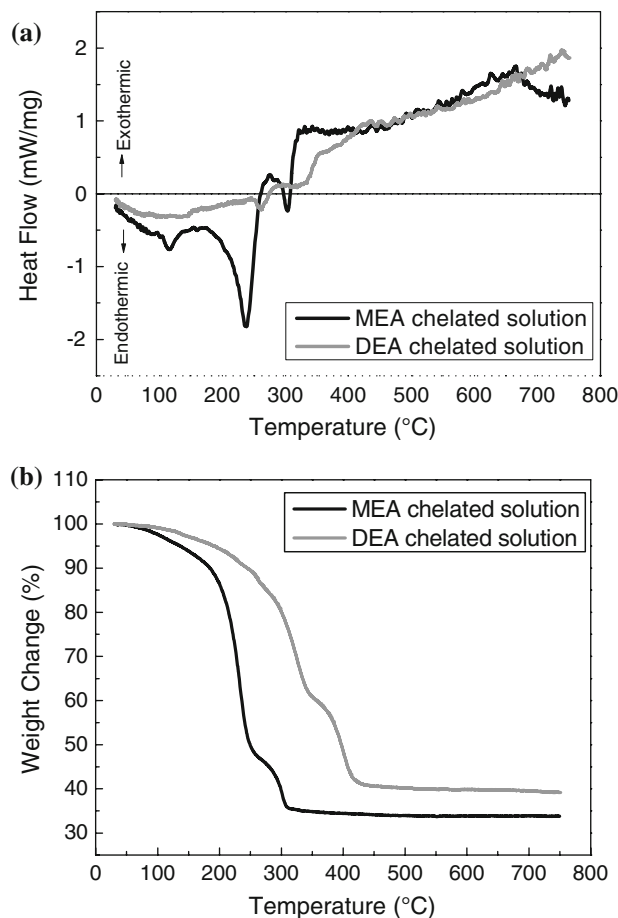 (a)
Heat Flow (mW/mg)
2
1
0
-1
-2
Exothermic
Endothermic
MEA chelated solution
DEA chelated solution
0 100 200 300 400 500 600 700 800
Temperature (°C)
(b)
Weight Change (%)
110
100
90
80
70
60
50
40
30
MEA chelated solution
DEA chelated solution
0 100 200 300 400 500 600 700 800
Temperature (°C)